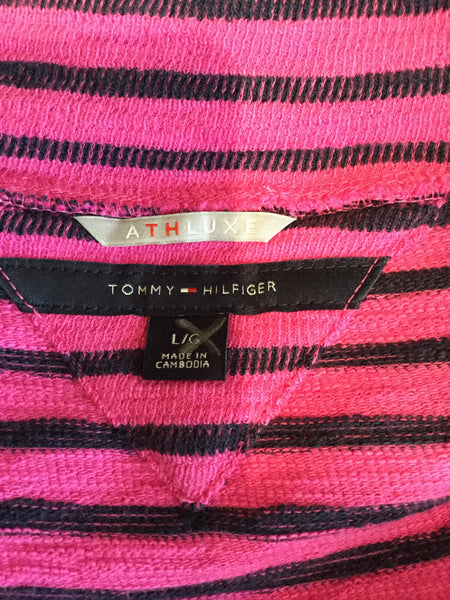 ATHLUXE
TOMMY HILFIGER
L/G
MADE IN
CAMBODIA